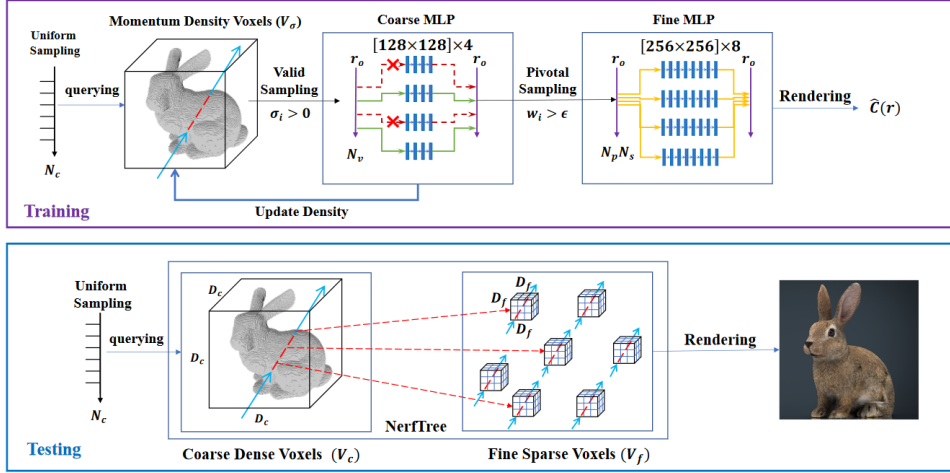 Momentum Density Voxels (V_σ)
Coarse MLP
Fine MLP
Uniform
Sampling
querying
N_c
Valid
Sampling
σ_i > 0
[128×128]×4
r_o
r_o
N_v
Pivotal
Sampling
w_i > ϵ
[256×256]×8
r_o
r_o
N_p N_s
Rendering
Ĉ(r)
Update Density
Training
Uniform
Sampling
querying
N_c
D_c
D_c
D_c
D_f
D_f
D_f
NerfTree
Rendering
Testing
Coarse Dense Voxels (V_c)
Fine Sparse Voxels (V_f)